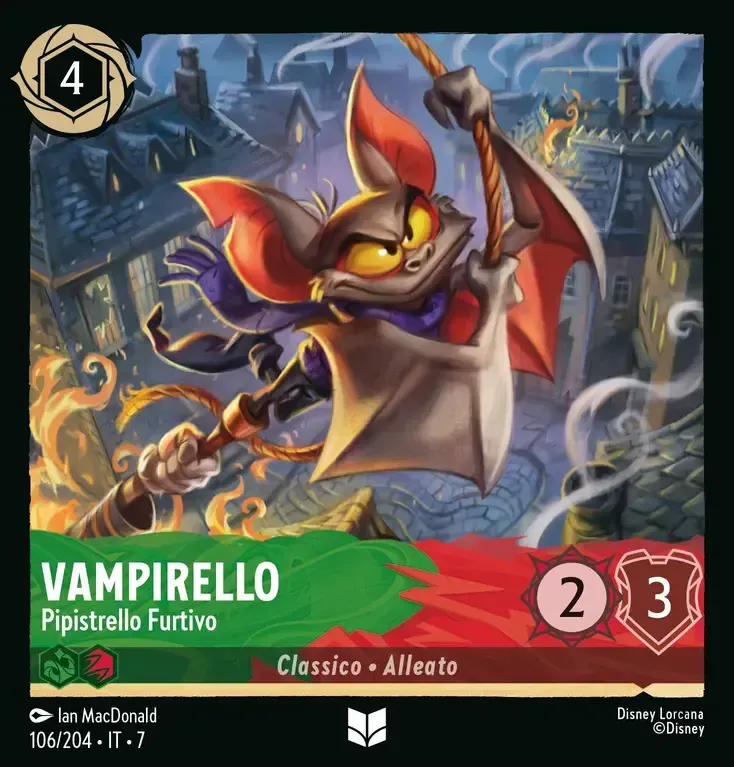 4
VAMPIRELLO
Pipistrello Furtivo
2
3
Classico • Alleato
Ian MacDonald
106/204 • IT • 7
Disney Lorcana
©Disney